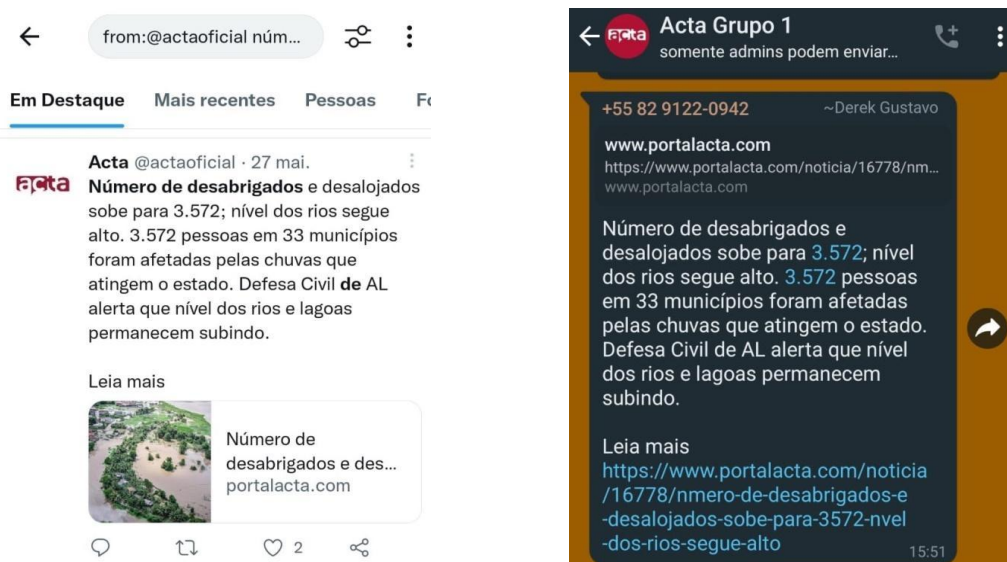 from:@actaoficial núm...
Em Destaque Mais recentes Pessoas
Acta @actaoficial · 27 mai.
acta
Número de desabrigados e desalojados
sobe para 3.572; nível dos rios segue
alto. 3.572 pessoas em 33 municípios
foram afetadas pelas chuvas que
atingem o estado. Defesa Civil de AL
alerta que nível dos rios e lagoas
permanecem subindo.
Leia mais
Número de
desabrigados e des...
portalacta.com
2
acta
Acta Grupo 1
somente admins podem enviar...
+55 82 9122-0942 ~Derek Gustavo
www.portalacta.com
https://www.portalacta.com/noticia/16778/nm...
www.portalacta.com
Número de desabrigados e
desalojados sobe para 3.572; nível
dos rios segue alto. 3.572 pessoas
em 33 municípios foram afetadas
pelas chuvas que atingem o estado.
Defesa Civil de AL alerta que nível
dos rios e lagoas permanecem
subindo.
Leia mais
https://www.portalacta.com/noticia
/16778/nmero-de-desabrigados-e
-desalojados-sobe-para-3572-nvel
-dos-rios-segue-alto
15:51